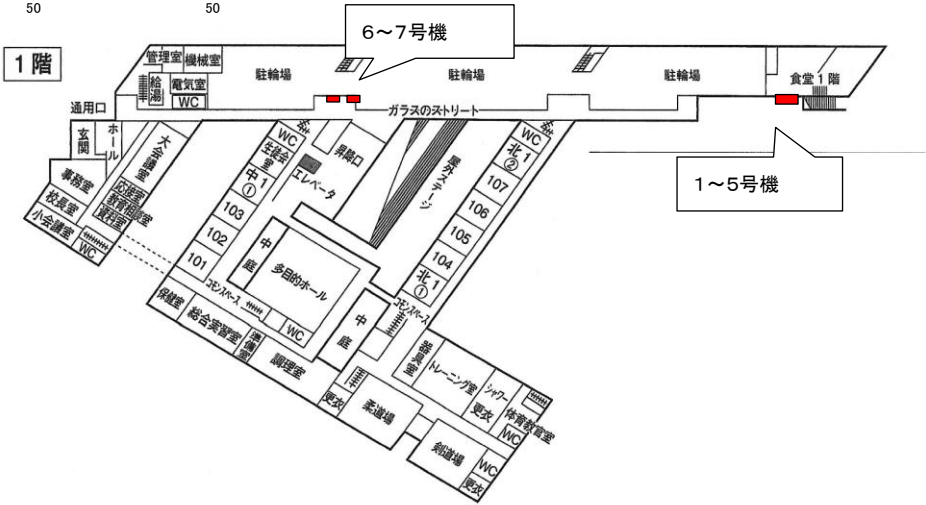 50
50
6～7号機
1階
管理室
機械室
駐輪場
駐輪場
駐輪場
食堂1階
給湯
電気室
WC
通用口
ガラスのストリート
玄関
ホール
大会議室
WC
生徒会室
昇降口
屋外ステージ
WC
北1②
1～5号機
事務室
応接室
教育相談室
資料室
中1①
エレベータ
107
校長室
103
106
小会議室
WC
102
105
101
中庭
多目的ホール
104
北1①
コモンスペース
コモンスペース
保健室
総合実習室
準備室
WC
中庭
調理室
器具室
トレーニング室
シャワー
更衣
体育教官室
WC
更衣
柔道場
剣道場
WC
更衣